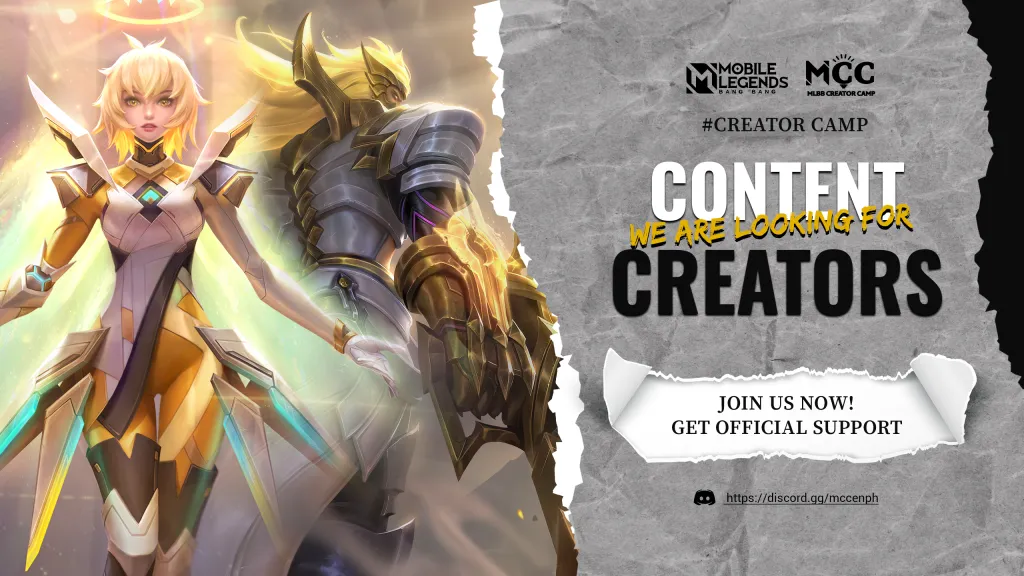 MOBILE
LEGENDS
BANG BANG
MCC
MLBB CREATOR CAMP
#CREATOR CAMP
CONTENT
WE ARE LOOKING FOR
CREATORS
JOIN US NOW!
GET OFFICIAL SUPPORT
https://discord.gg/mccenph